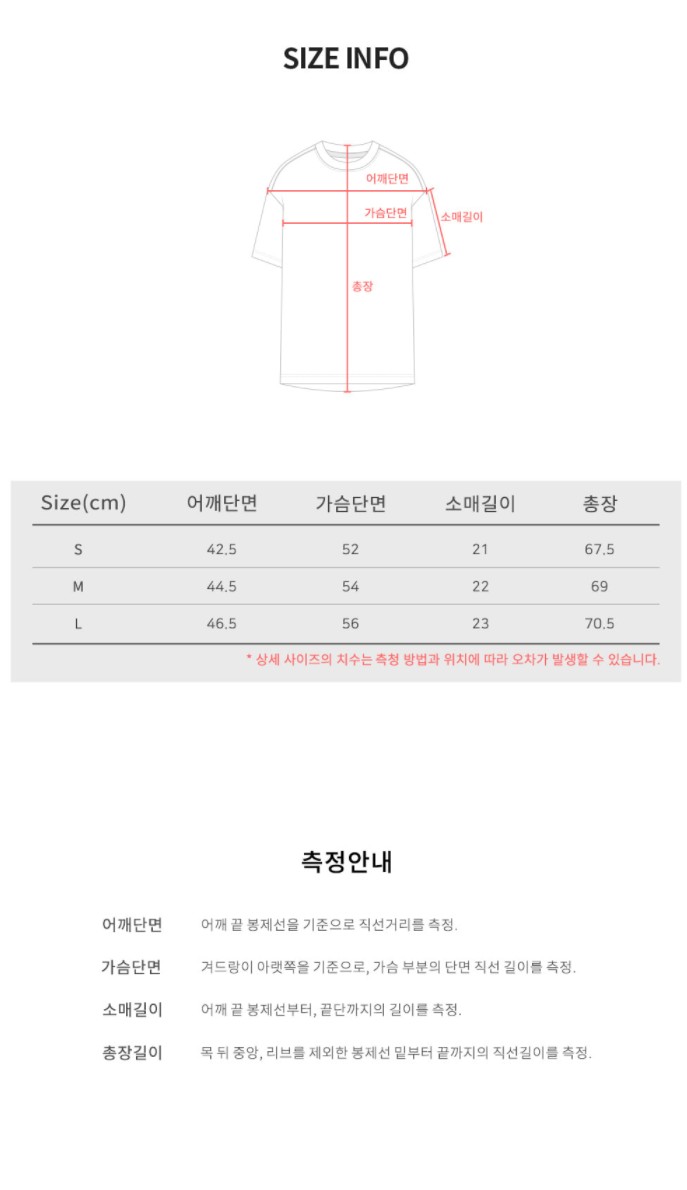 SIZE INFO
어깨단면
가슴단면
소매길이
총장
Size(cm) 어깨단면 가슴단면 소매길이 총장
S 42.5 52 21 67.5
M 44.5 54 22 69
L 46.5 56 23 70.5
* 상세 사이즈의 치수는 측청 방법과 위치에 따라 오차가 발생할 수 있습니다.
측정안내
어깨단면 어깨 끝 봉제선을 기준으로 직선거리를 측정.
가슴단면 겨드랑이 아랫쪽을 기준으로, 가슴 부분의 단면 직선 길이를 측정.
소매길이 어깨 끝 봉제선부터, 끝단까지의 길이를 측정.
총장길이 목 뒤 중앙, 리브를 제외한 봉제선 밑부터 끝까지의 직선길이를 측정.